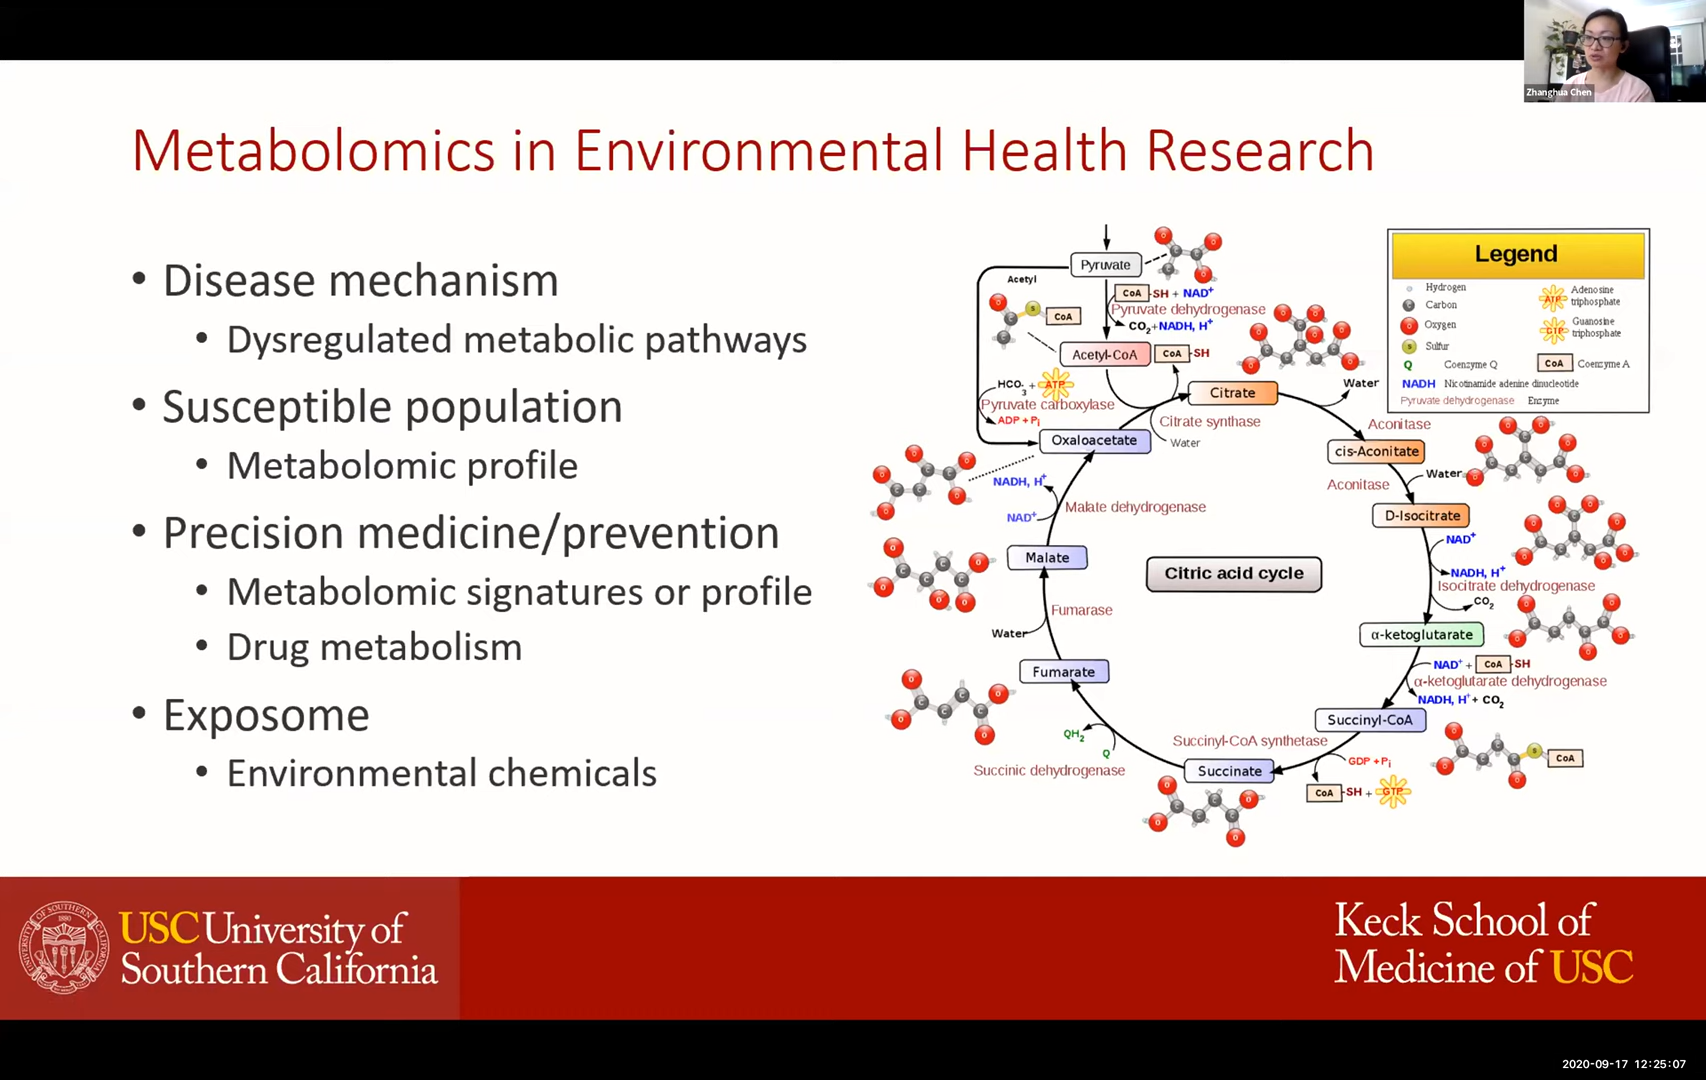 Zhanghua Chen
Metabolomics in Environmental Health Research
• Disease mechanism
• Dysregulated metabolic pathways
• Susceptible population
• Metabolomic profile
• Precision medicine/prevention
• Metabolomic signatures or profile
• Drug metabolism
• Exposome
• Environmental chemicals
Pyruvate
Acetyl
CoA
CoA-SH + NAD+
Pyruvate dehydrogenase
CO2+NADH, H+
Acetyl-CoA
CoA-SH
HCO3- + ATP
Pyruvate carboxylase
ADP + Pi
Oxaloacetate
Citrate
Water
Citrate synthase
Water
Aconitase
cis-Aconitate
Water
Aconitase
D-Isocitrate
NAD+
NADH, H+
Isocitrate dehydrogenase
CO2
α-ketoglutarate
NAD+ + CoA-SH
α-ketoglutarate dehydrogenase
NADH, H+ + CO2
Succinyl-CoA
CoA
Succinyl-CoA synthetase
GDP + Pi
CoA-SH + GTP
Succinate
QH2
Q
Succinic dehydrogenase
Fumarate
Water
Fumarase
Malate
NADH, H+
NAD+
Malate dehydrogenase
Citric acid cycle
Legend
Hydrogen
Carbon
Oxygen
Sulfur
Q Coenzyme Q
ATP Adenosine
triphosphate
GTP Guanosine
triphosphate
CoA Coenzyme A
NADH Nicotinamide adenine dinucleotide
Pyruvate dehydrogenase Enzyme
USC University of
Southern California
Keck School of
Medicine of USC
2020-09-17 12:25:07